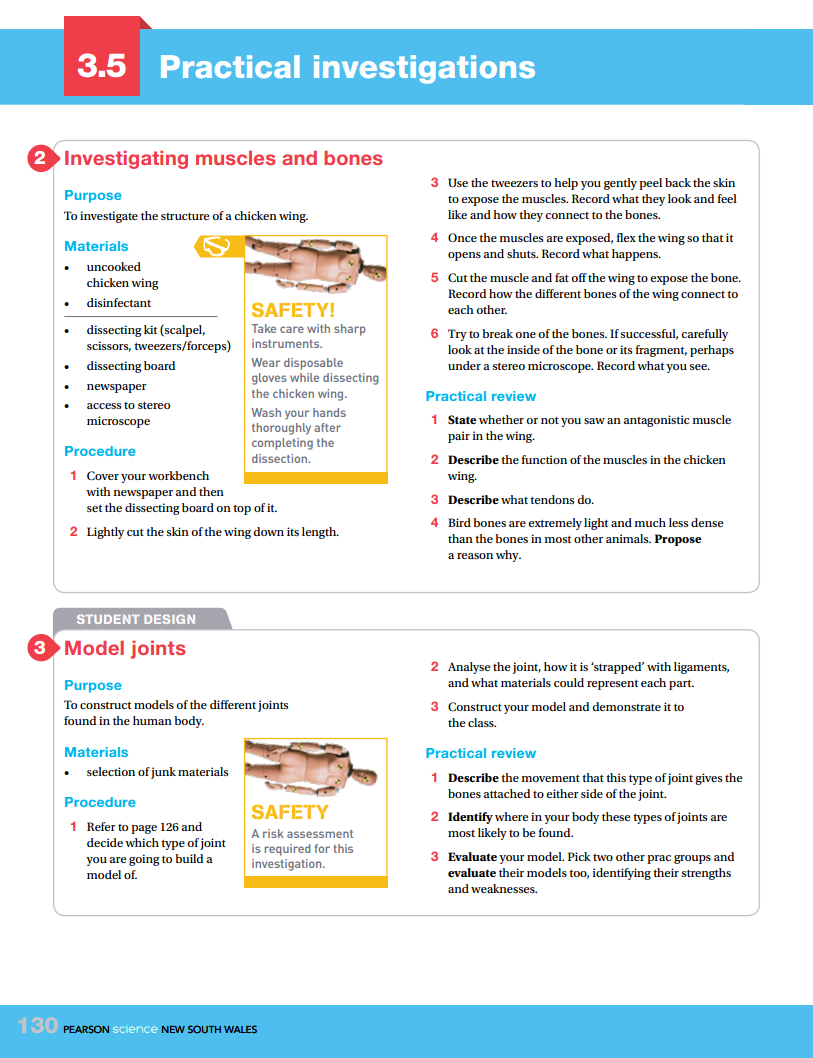 3.5
Practical investigations
2
Investigating muscles and bones
Purpose
To investigate the structure of a chicken wing.
Materials
• uncooked
chicken wing
• disinfectant
• dissecting kit (scalpel,
scissors, tweezers/forceps)
• dissecting board
• newspaper
• access to stereo
microscope
SAFETY!
Take care with sharp
instruments.
Wear disposable
gloves while dissecting
the chicken wing.
Wash your hands
thoroughly after
completing the
dissection.
Procedure
1 Cover your workbench
with newspaper and then
set the dissecting board on top of it.
2 Lightly cut the skin of the wing down its length.
3 Use the tweezers to help you gently peel back the skin
to expose the muscles. Record what they look and feel
like and how they connect to the bones.
4 Once the muscles are exposed, flex the wing so that it
opens and shuts. Record what happens.
5 Cut the muscle and fat off the wing to expose the bone.
Record how the different bones of the wing connect to
each other.
6 Try to break one of the bones. If successful, carefully
look at the inside of the bone or its fragment, perhaps
under a stereo microscope. Record what you see.
Practical review
1 State whether or not you saw an antagonistic muscle
pair in the wing.
2 Describe the function of the muscles in the chicken
wing.
3 Describe what tendons do.
4 Bird bones are extremely light and much less dense
than the bones in most other animals. Propose
a reason why.
STUDENT DESIGN
3
Model joints
Purpose
To construct models of the different joints
found in the human body.
Materials
• selection of junk materials
SAFETY
A risk assessment
is required for this
investigation.
Procedure
1 Refer to page 126 and
decide which type of joint
you are going to build a
model of.
2 Analyse the joint, how it is ‘strapped’ with ligaments,
and what materials could represent each part.
3 Construct your model and demonstrate it to
the class.
Practical review
1 Describe the movement that this type of joint gives the
bones attached to either side of the joint.
2 Identify where in your body these types of joints are
most likely to be found.
3 Evaluate your model. Pick two other prac groups and
evaluate their models too, identifying their strengths
and weaknesses.
130 PEARSON science NEW SOUTH WALES